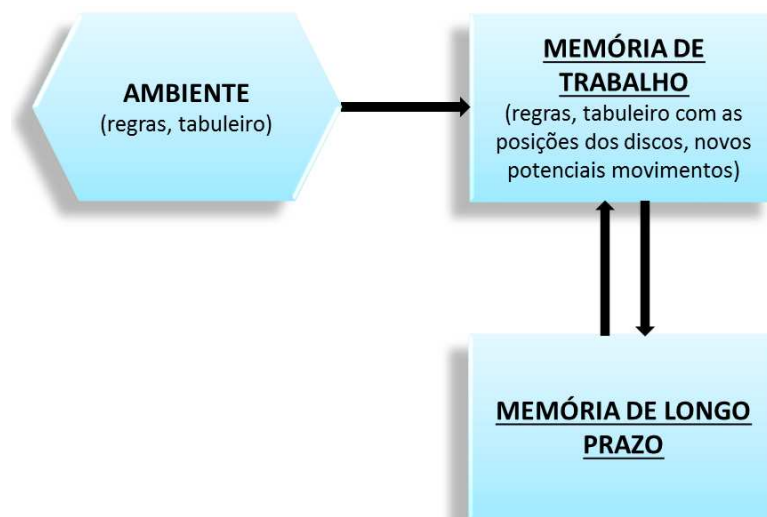 AMBIENTE
(regras, tabuleiro)
MEMÓRIA DE
TRABALHO
(regras, tabuleiro com as
posições dos discos, novos
potenciais movimentos)
MEMÓRIA DE LONGO
PRAZO